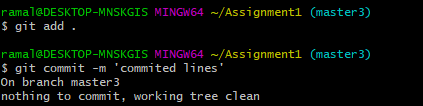 ramal@DESKTOP-MNSKGIS MINGW64 ~/Assignment1 (master3)
$ git add .
ramal@DESKTOP-MNSKGIS MINGW64 ~/Assignment1 (master3)
$ git commit -m 'commited lines'
On branch master3
nothing to commit, working tree clean